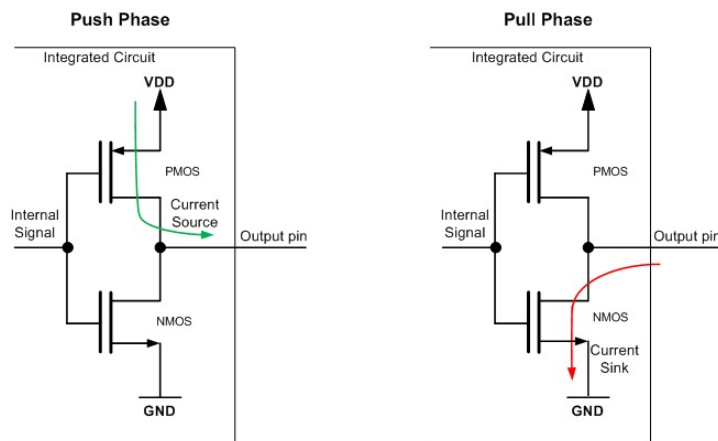 Push Phase
Integrated Circuit
VDD
PMOS
Current
Source
Internal
Signal
Output pin
NMOS
GND
Pull Phase
Integrated Circuit
VDD
PMOS
Internal
Signal
Output pin
NMOS
Current
Sink
GND